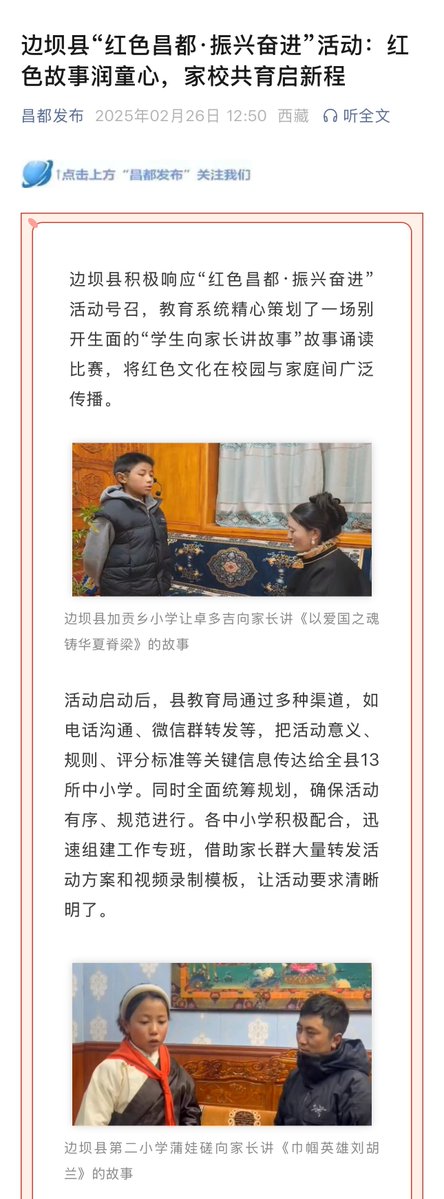 边坝县“红色昌都·振兴奋进”活动：红
色故事润童心，家校共育启新程
昌都发布 2025年02月26日 12:50 西藏 听全文
↑点击上方“昌都发布”关注我们
边坝县积极响应“红色昌都·振兴奋进”
活动号召，教育系统精心策划了一场别
开生面的“学生向家长讲故事”故事诵读
比赛，将红色文化在校园与家庭间广泛
传播。
边坝县加贡乡小学让卓多吉向家长讲《以爱国之魂
铸华夏脊梁》的故事
活动启动后，县教育局通过多种渠道，如
电话沟通、微信群转发等，把活动意义、
规则、评分标准等关键信息传达给全县13
所中小学。同时全面统筹规划，确保活动
有序、规范进行。各中小学积极配合，迅
速组建工作专班，借助家长群大量转发活
动方案和视频录制模板，让活动要求清晰
明了。
边坝县第二小学蒲娃磋向家长讲《巾帼英雄刘胡
兰》的故事